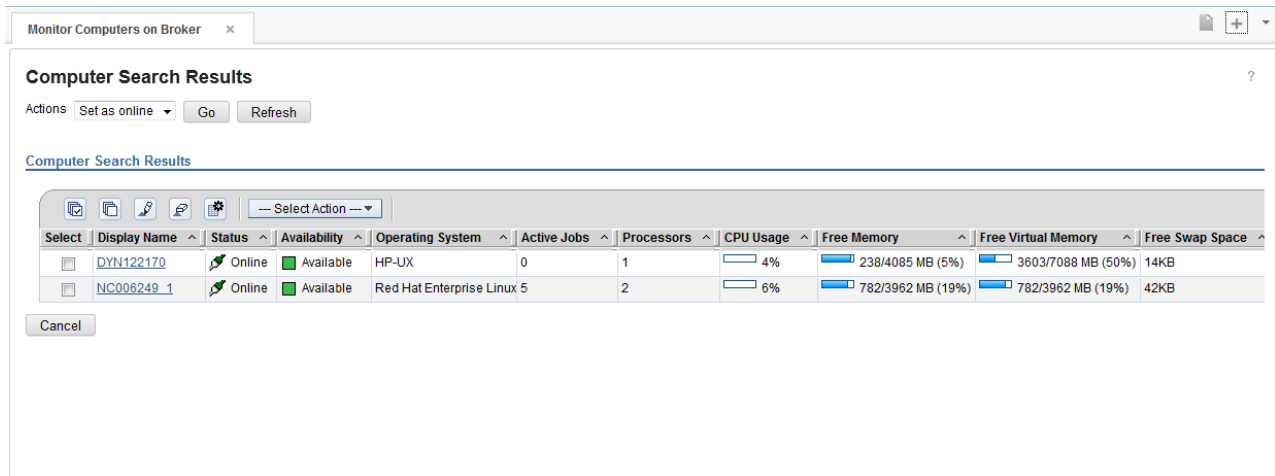 Monitor Computers on Broker
Computer Search Results
?
Actions Set as online Go Refresh
Computer Search Results
--- Select Action ---
Select Display Name Status Availability Operating System Active Jobs Processors CPU Usage Free Memory Free Virtual Memory Free Swap Space
DYN122170 Online Available HP-UX 0 1 4% 238/4085 MB (5%) 3603/7088 MB (50%) 14KB
NC006249_1 Online Available Red Hat Enterprise Linux 5 2 6% 782/3962 MB (19%) 782/3962 MB (19%) 42KB
Cancel